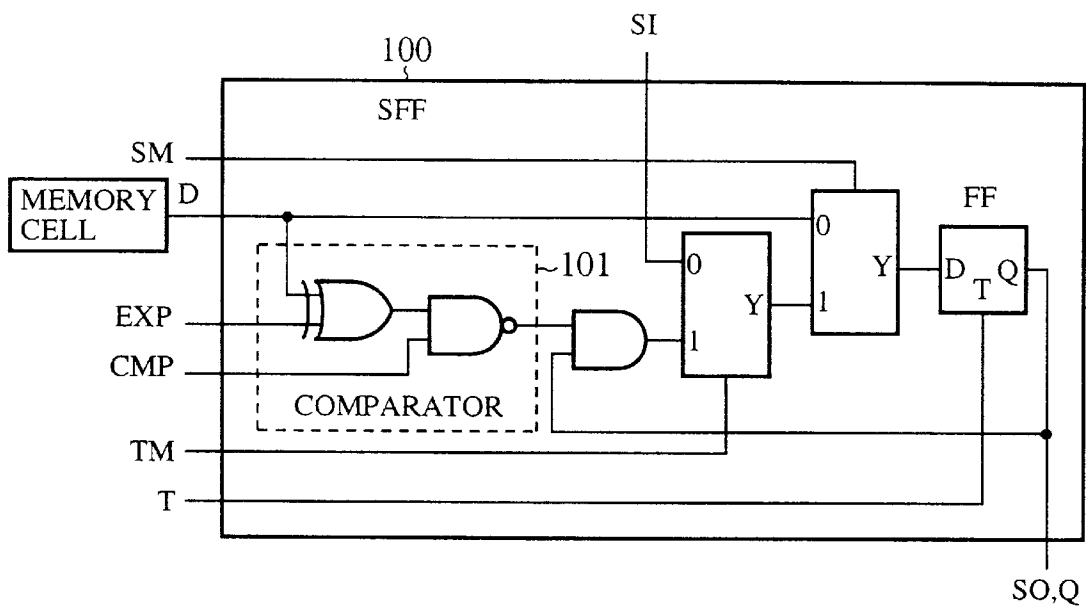 SI
100
SFF
SM
D
MEMORY
CELL
FF
0
101
0
Y
D
Q
T
Y
1
EXP
1
CMP
COMPARATOR
TM
T
SO,Q